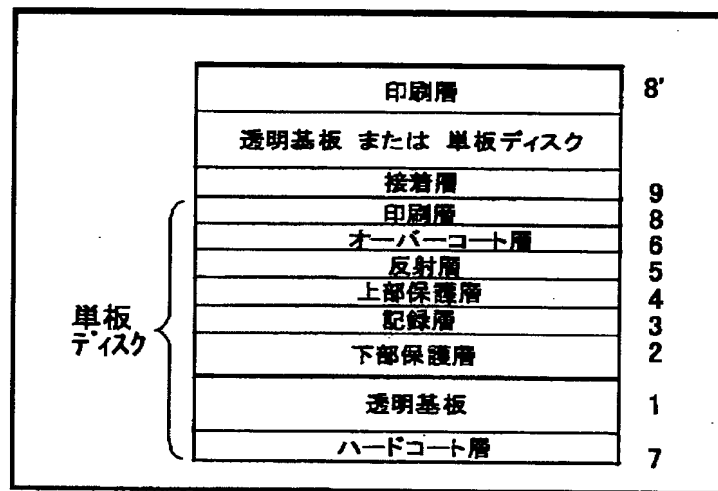 印刷層 8'
透明基板 または 単板ディスク
接着層 9
印刷層 8
オーバーコート層 6
反射層 5
上部保護層 4
記録層 3
下部保護層 2
透明基板 1
ハードコート層 7
単板
ディスク